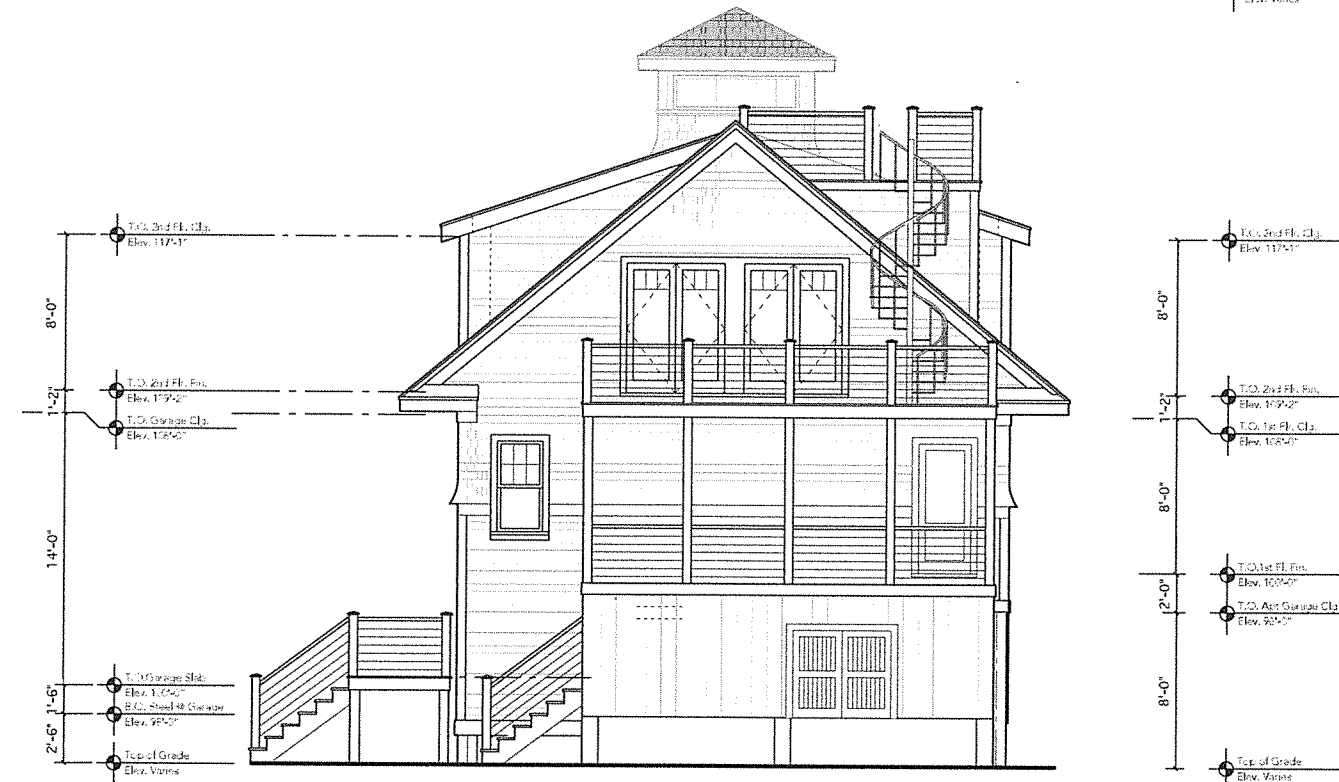 Elev. Varies
T.O. 2nd Flr. Clg.
Elev. 117'-1"
8'-0"
T.O. 2nd Flr. Fin.
Elev. 109'-2"
1'-2"
T.O. Garage Clg.
Elev. 108'-0"
14'-0"
T.O. Garage Slab
1'-6"
B.O. Steel @ Garage
2'-6"
Top of Grade
Elev. Varies
T.O. 2nd Flr. Clg.
Elev. 117'-1"
8'-0"
T.O. 2nd Flr. Fin.
Elev. 109'-2"
1'-2"
T.O. 1st Flr. Clg.
Elev. 108'-0"
8'-0"
T.O. 1st Fl. Fin.
Elev. 100'-0"
2'-0"
T.O. Apt Garage Clg
Elev. 98'-0"
8'-0"
Top of Grade
Elev. Varies